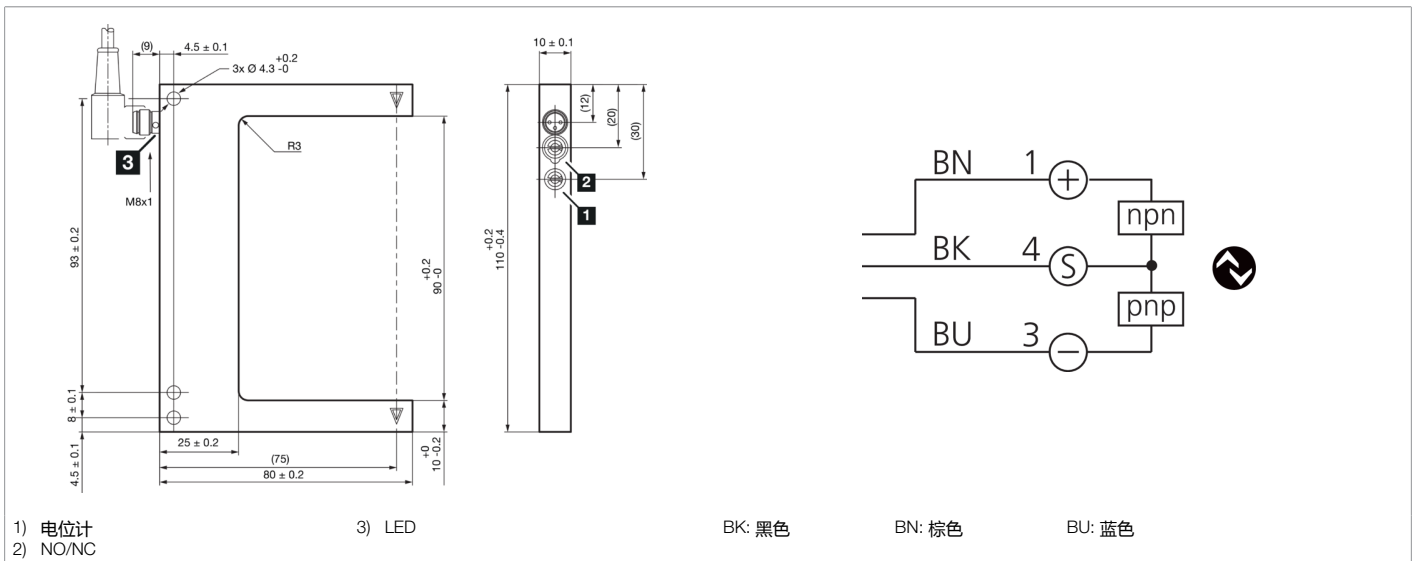 (9)
4.5 ± 0.1
3x Ø 4.3 +0.2 -0
3
M8x1
R3
93 ± 0.2
8 ± 0.1
4.5 ± 0.1
25 ± 0.2
(75)
80 ± 0.2
90 +0.2 -0
10 +0 -0.2
10 ± 0.1
(12)
(20)
(30)
2
1
110 +0.2 -0.4
BN 1 +
npn
BK 4 S
pnp
BU 3 −
1) 电位计
2) NO/NC
3) LED
BK: 黑色
BN: 棕色
BU: 蓝色